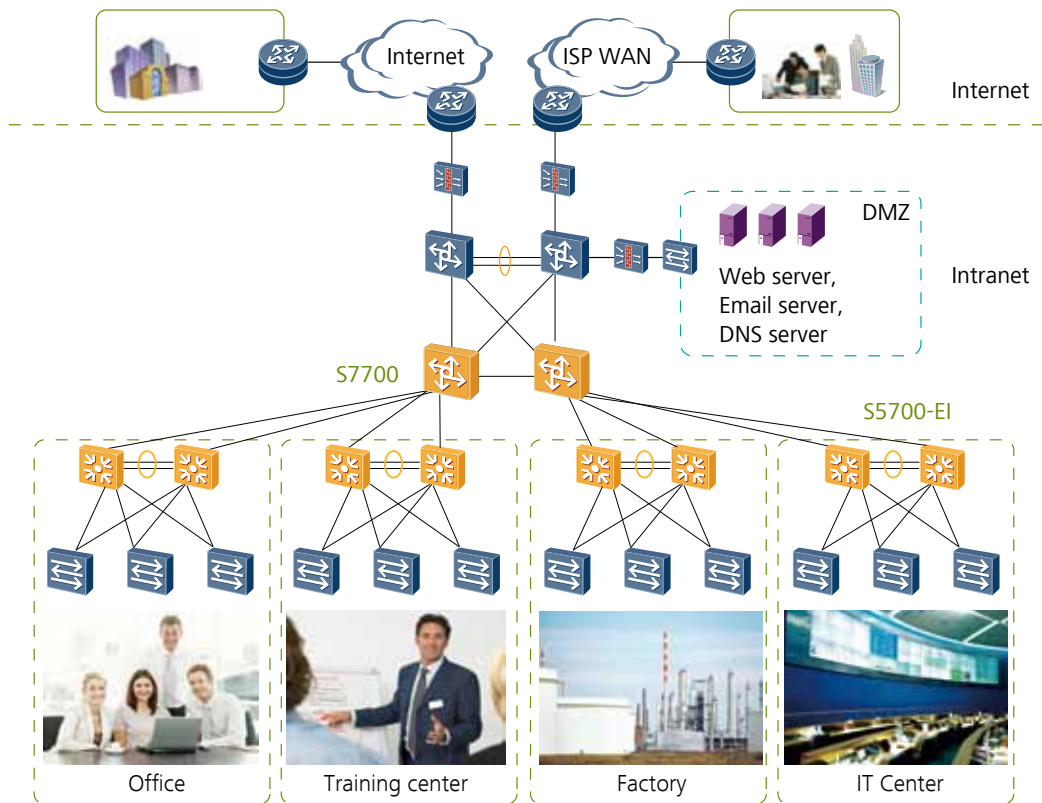 Internet
ISP WAN
Internet
DMZ
Web server,
Email server,
DNS server
Intranet
S7700
S5700-EI
Office
Training center
Factory
IT Center